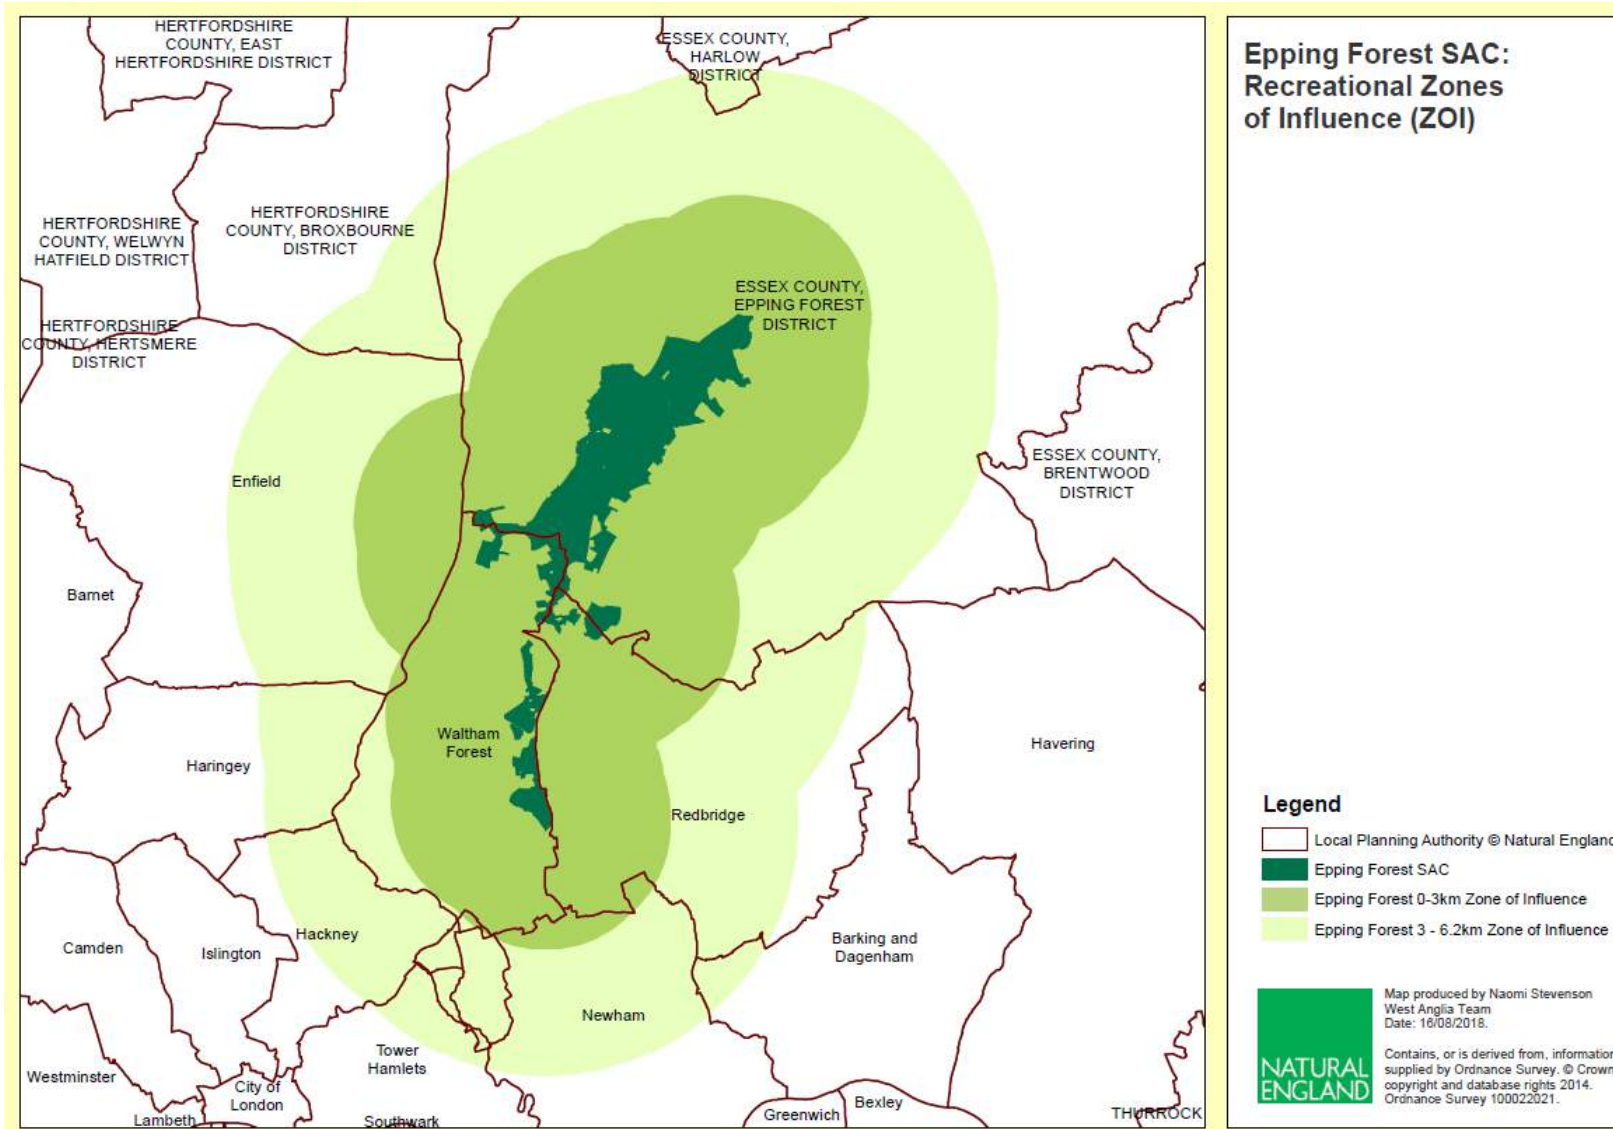 HERTFORDSHIRE
COUNTY, EAST
HERTFORDSHIRE DISTRICT
ESSEX COUNTY,
HARLOW
DISTRICT
Epping Forest SAC:
Recreational Zones
of Influence (ZOI)
HERTFORDSHIRE
COUNTY, WELWYN
HATFIELD DISTRICT
HERTFORDSHIRE
COUNTY, BROXBOURNE
DISTRICT
ESSEX COUNTY,
EPPING FOREST
DISTRICT
HERTFORDSHIRE
COUNTY, HERTSMERE
DISTRICT
Enfield
ESSEX COUNTY,
BRENTWOOD
DISTRICT
Barnet
Waltham
Forest
Haringey
Havering
Redbridge
Camden
Islington
Hackney
Barking and
Dagenham
Newham
Tower
Hamlets
Westminster
City of
London
Lambeth
Southwark
Greenwich
Bexley
THURROCK
Legend
Local Planning Authority © Natural England
Epping Forest SAC
Epping Forest 0-3km Zone of Influence
Epping Forest 3 - 6.2km Zone of Influence
NATURAL
ENGLAND
Map produced by Naomi Stevenson
West Anglia Team
Date: 16/08/2018.
Contains, or is derived from, information
supplied by Ordnance Survey. © Crown
copyright and database rights 2014.
Ordnance Survey 100022021.